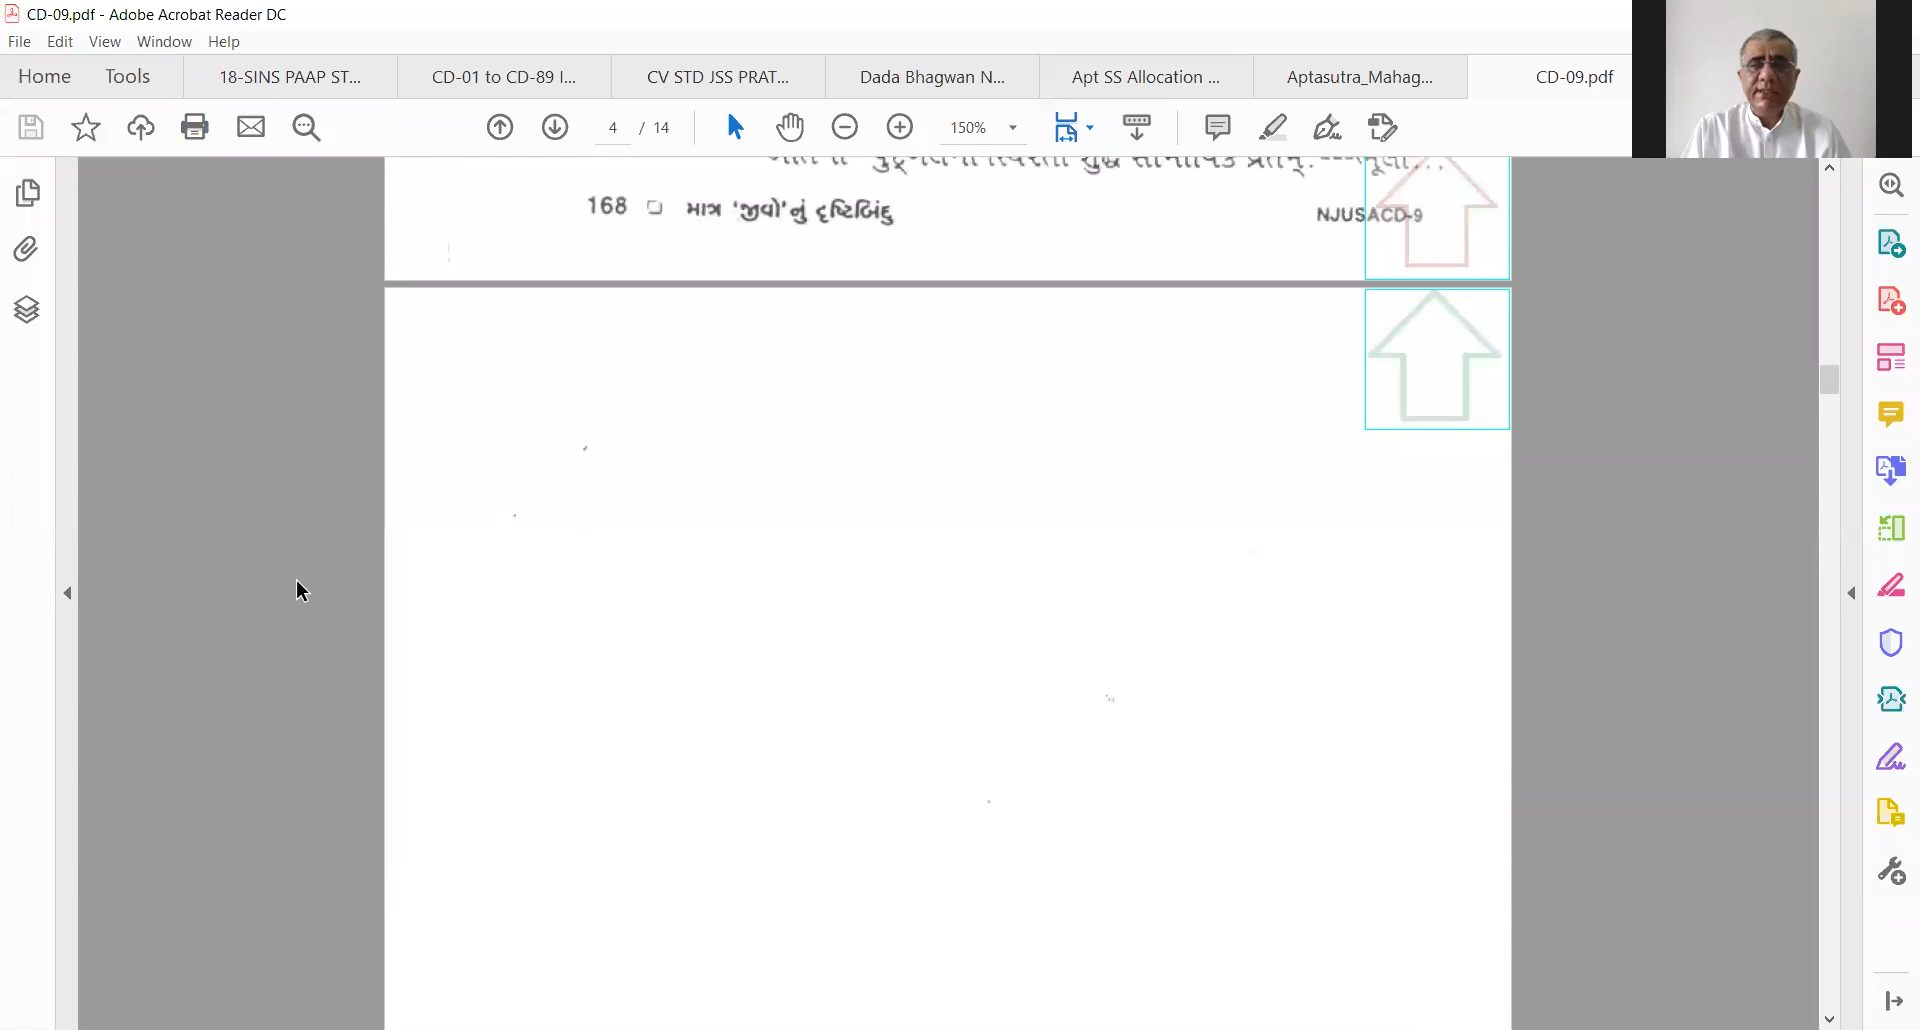 CD-09.pdf - Adobe Acrobat Reader DC
File Edit View Window Help
Home Tools 18-SINS PAAP ST... CD-01 to CD-89 I... CV STD JSS PRAT... Dada Bhagwan N... Apt SS Allocation ... Aptasutra_Mahag... CD-09.pdf
4 / 14 150%
168 માત્ર 'જીવો'નું દૃષ્ટિબિંદુ NJUSACD-9